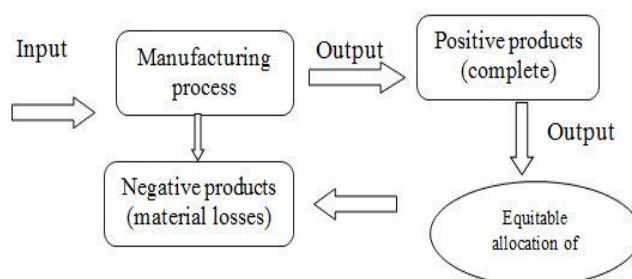 Input
Manufacturing
process
Output
Positive products
(complete)
Output
Negative products
(material losses)
Equitable
allocation of